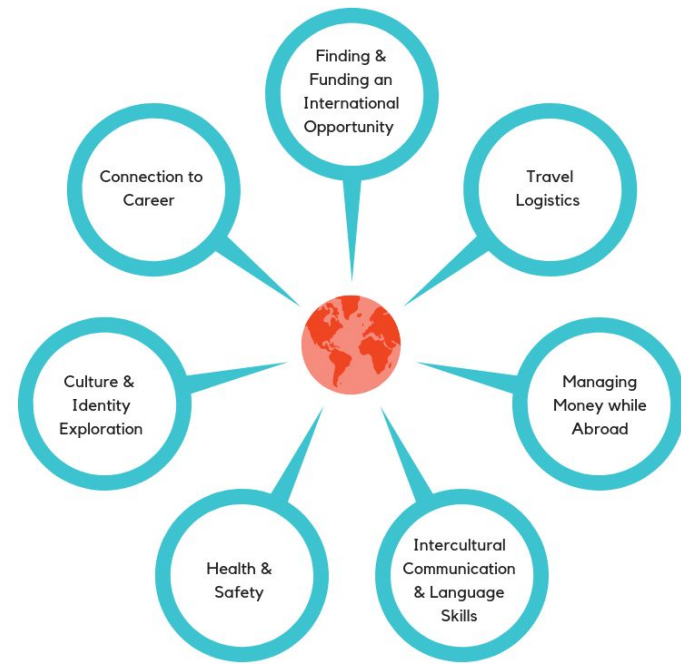 Finding &
Funding an
International
Opportunity
Travel
Logistics
Managing
Money while
Abroad
Intercultural
Communication
& Language
Skills
Health &
Safety
Culture &
Identity
Exploration
Connection to
Career